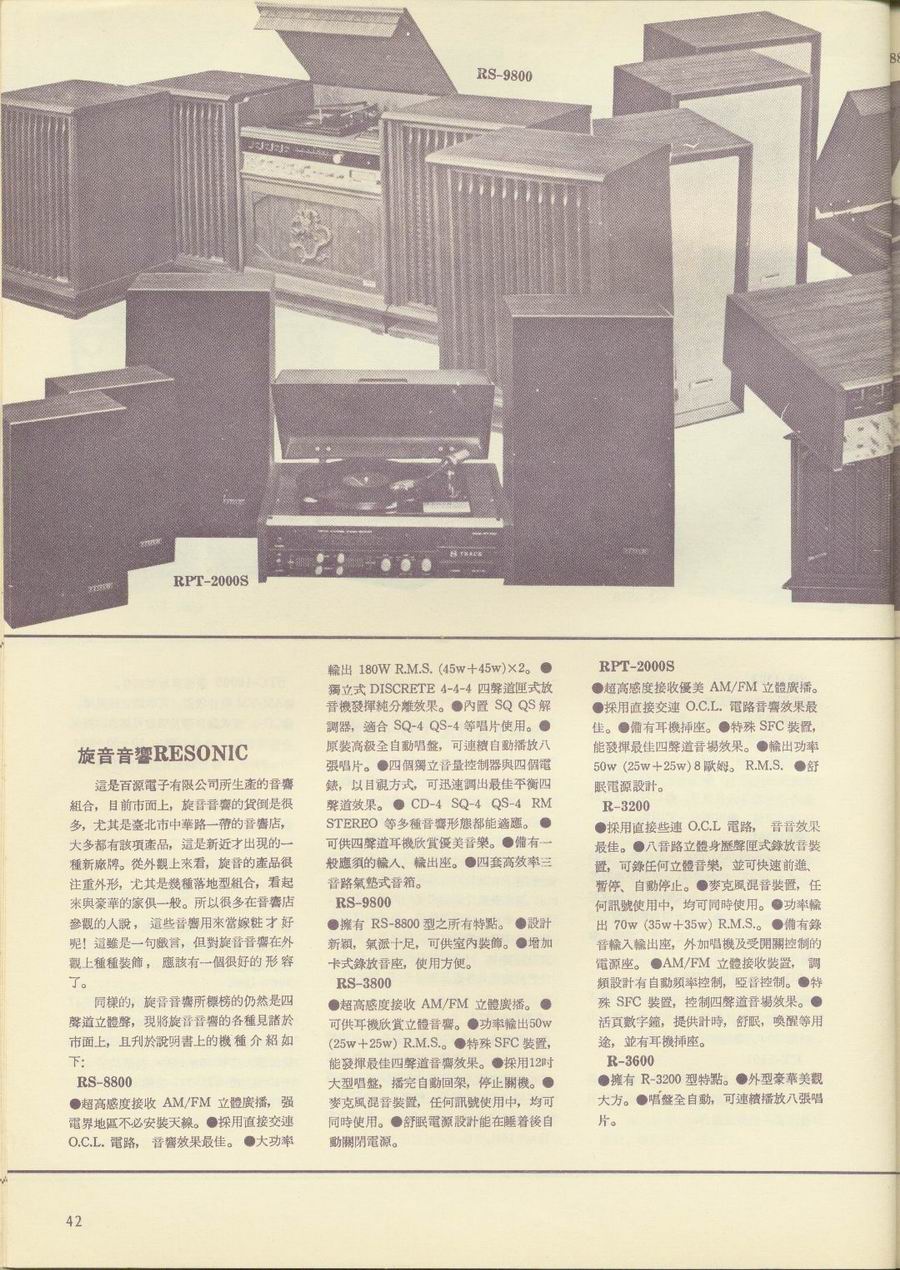 RS-9800
8 TRACK
RPT-2000S
旋音音響RESONIC
這是百源電子有限公司所生產的音響
組合，目前市面上，旋音音響的貨倒是很
多，尤其是臺北市中華路一帶的音響店，
大多都有該項產品，這是新近才出現的一
種新廠牌。從外觀上來看，旋音的產品很
注重外形，尤其是幾種落地型組合，看起
來與豪華的家俱一般。所以很多在音響店
參觀的人說，這些音響用來當嫁粧才好
呢！這雖是一句戲言，但對旋音音響在外
觀上種種裝飾，應該有一個很好的形容
了。
同樣的，旋音音響所標榜的仍然是四
聲道立體聲，現將旋音音響的各種見諸於
市面上，且刋於說明書上的機種介紹如
下：
RS-8800
●超高感度接收 AM/FM 立體廣播，强
電界地區不必安裝天線。●採用直接交連
O.C.L. 電路，音響效果最佳。●大功率
輸出 180W R.M.S. (45w＋45w)×2。●
獨立式 DISCRETE 4-4-4 四聲道匣式放
音機發揮純分離效果。●內置 SQ QS 解
調器，適合 SQ-4 QS-4 等唱片使用。●
原裝高級全自動唱盤，可連續自動播放八
張唱片。●四個獨立音量控制器與四個電
錶，以目視方式，可迅速調出最佳平衡四
聲道效果。● CD-4 SQ-4 QS-4 RM
STEREO 等多種音響形態都能適應。●
可供四聲道耳機欣賞優美音樂。●備有一
般應須的輸入、輸出座。●四套高效率三
音路氣墊式音箱。
RS-9800
●擁有 RS-8800 型之所有特點。●設計
新穎，氣派十足，可供室內裝飾。●增加
卡式錄放音座，使用方便。
RS-3800
●超高感度接收 AM/FM 立體廣播。●
可供耳機欣賞立體音響。●功率輸出50w
(25w＋25w) R.M.S.。●特殊 SFC 裝置，
能發揮最佳四聲道音響效果。●採用12吋
大型唱盤，播完自動回架，停止關機。●
麥克風混音裝置，任何訊號使用中，均可
同時使用。●舒眠電源設計能在睡着後自
動關閉電源。
RPT-2000S
●超高感度接收優美 AM/FM 立體廣播。
●採用直接交連 O.C.L. 電路音響效果最
佳。●備有耳機挿座。●特殊 SFC 裝置，
能發揮最佳四聲道音場效果。●輸出功率
50w (25w＋25w) 8 歐姆。R.M.S. ●舒
眠電源設計。
R-3200
●採用直接些連 O.C.L 電路，音音效果
最佳。●八音路立體身歷聲匣式錄放音裝
置，可錄任何立體音樂，並可快速前進、
暫停、自動停止。●麥克風混音裝置，任
何訊號使用中，均可同時使用。●功率輸
出 70w (35w＋35w) R.M.S.。●備有錄
音輸入輸出座，外加唱機及受開關控制的
電源座。●AM/FM 立體接收裝置，調
頻設計有自動頻率控制，啞音控制。●特
殊 SFC 裝置，控制四聲道音場效果。●
活頁數字鐘，提供計時，舒眠，喚醒等用
途，並有耳機挿座。
R-3600
●擁有 R-3200 型特點。●外型豪華美觀
大方。●唱盤全自動，可連續播放八張唱
片。
42